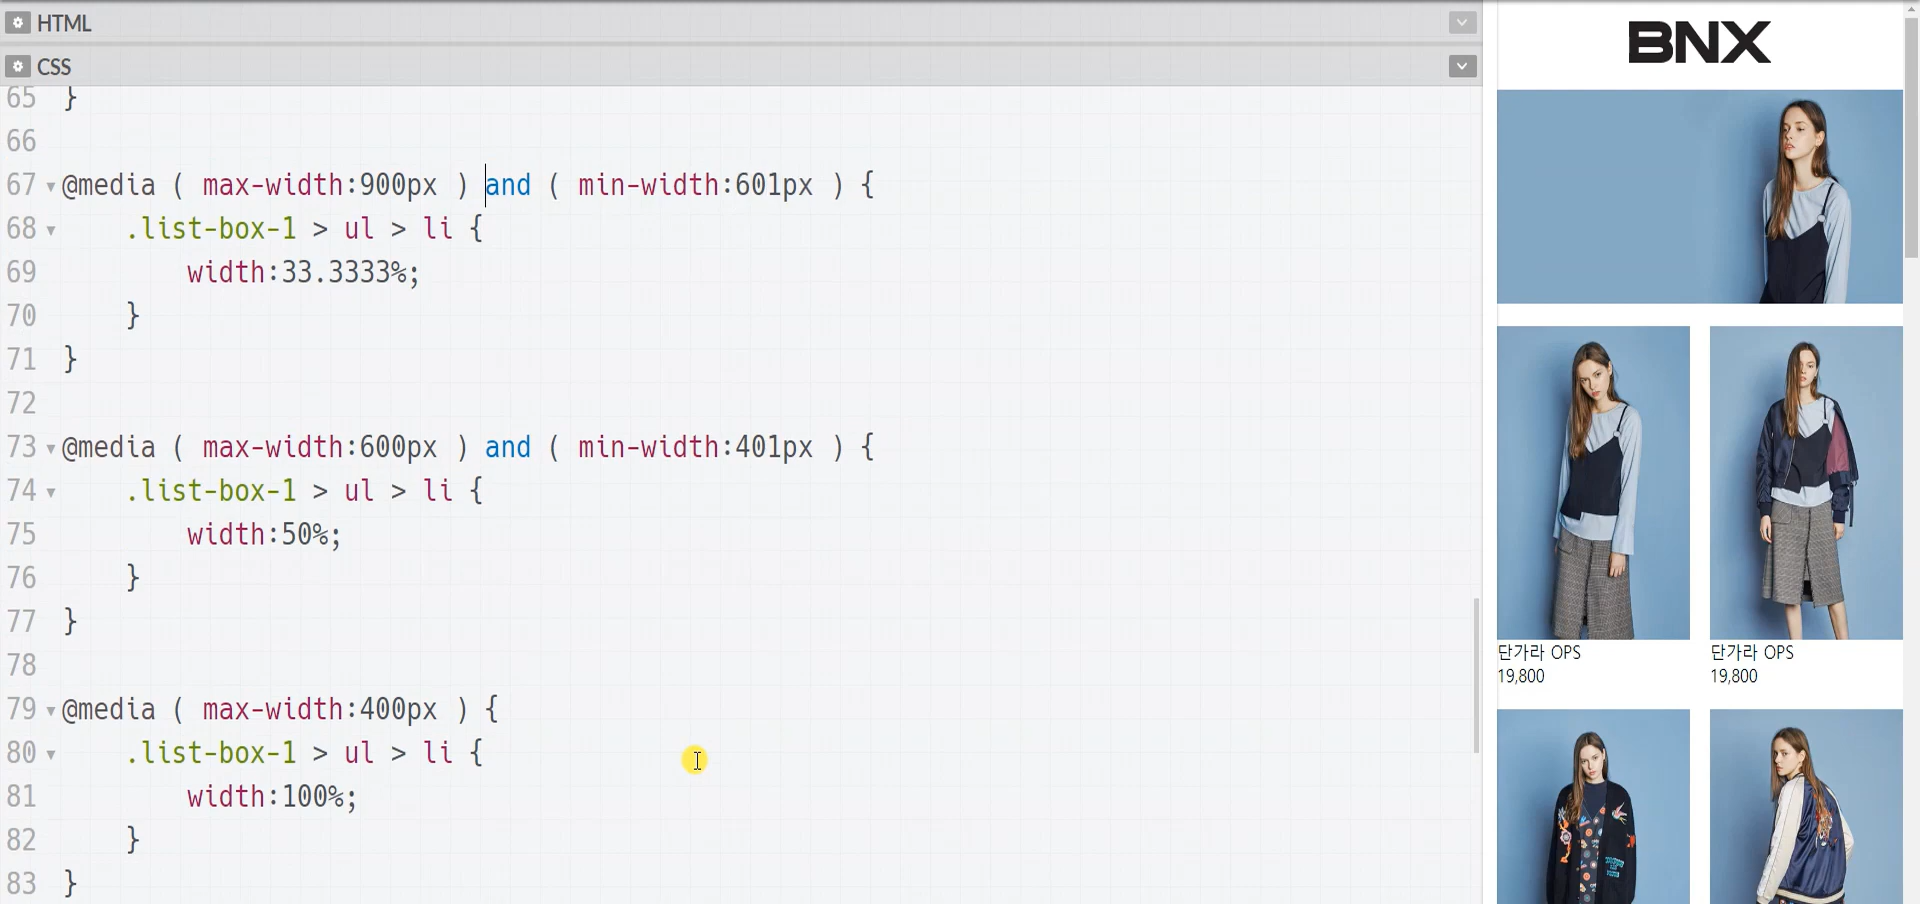 HTML
CSS
65 }
66
67 @media ( max-width:900px ) and ( min-width:601px ) {
68 .list-box-1 > ul > li {
69 width:33.3333%;
70 }
71 }
72
73 @media ( max-width:600px ) and ( min-width:401px ) {
74 .list-box-1 > ul > li {
75 width:50%;
76 }
77 }
78
79 @media ( max-width:400px ) {
80 .list-box-1 > ul > li {
81 width:100%;
82 }
83 }
BNX
단가라 OPS
19,800
단가라 OPS
19,800